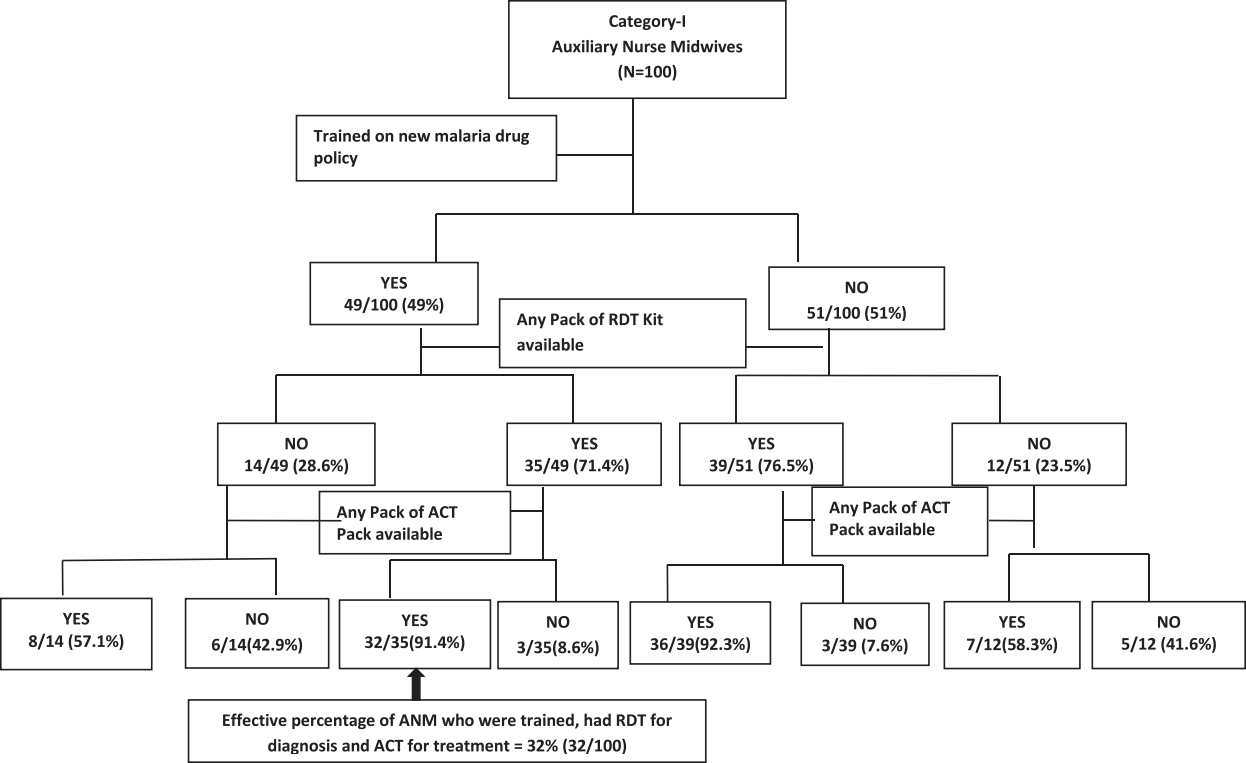 Category-I
Auxiliary Nurse Midwives
(N=100)
Trained on new malaria drug
policy
YES
49/100 (49%)
NO
51/100 (51%)
Any Pack of RDT Kit
available
NO
14/49 (28.6%)
YES
35/49 (71.4%)
YES
39/51 (76.5%)
NO
12/51 (23.5%)
Any Pack of ACT
Pack available
Any Pack of ACT
Pack available
YES
8/14 (57.1%)
NO
6/14(42.9%)
YES
32/35(91.4%)
NO
3/35(8.6%)
YES
36/39(92.3%)
NO
3/39 (7.6%)
YES
7/12(58.3%)
NO
5/12 (41.6%)
Effective percentage of ANM who were trained, had RDT for
diagnosis and ACT for treatment = 32% (32/100)